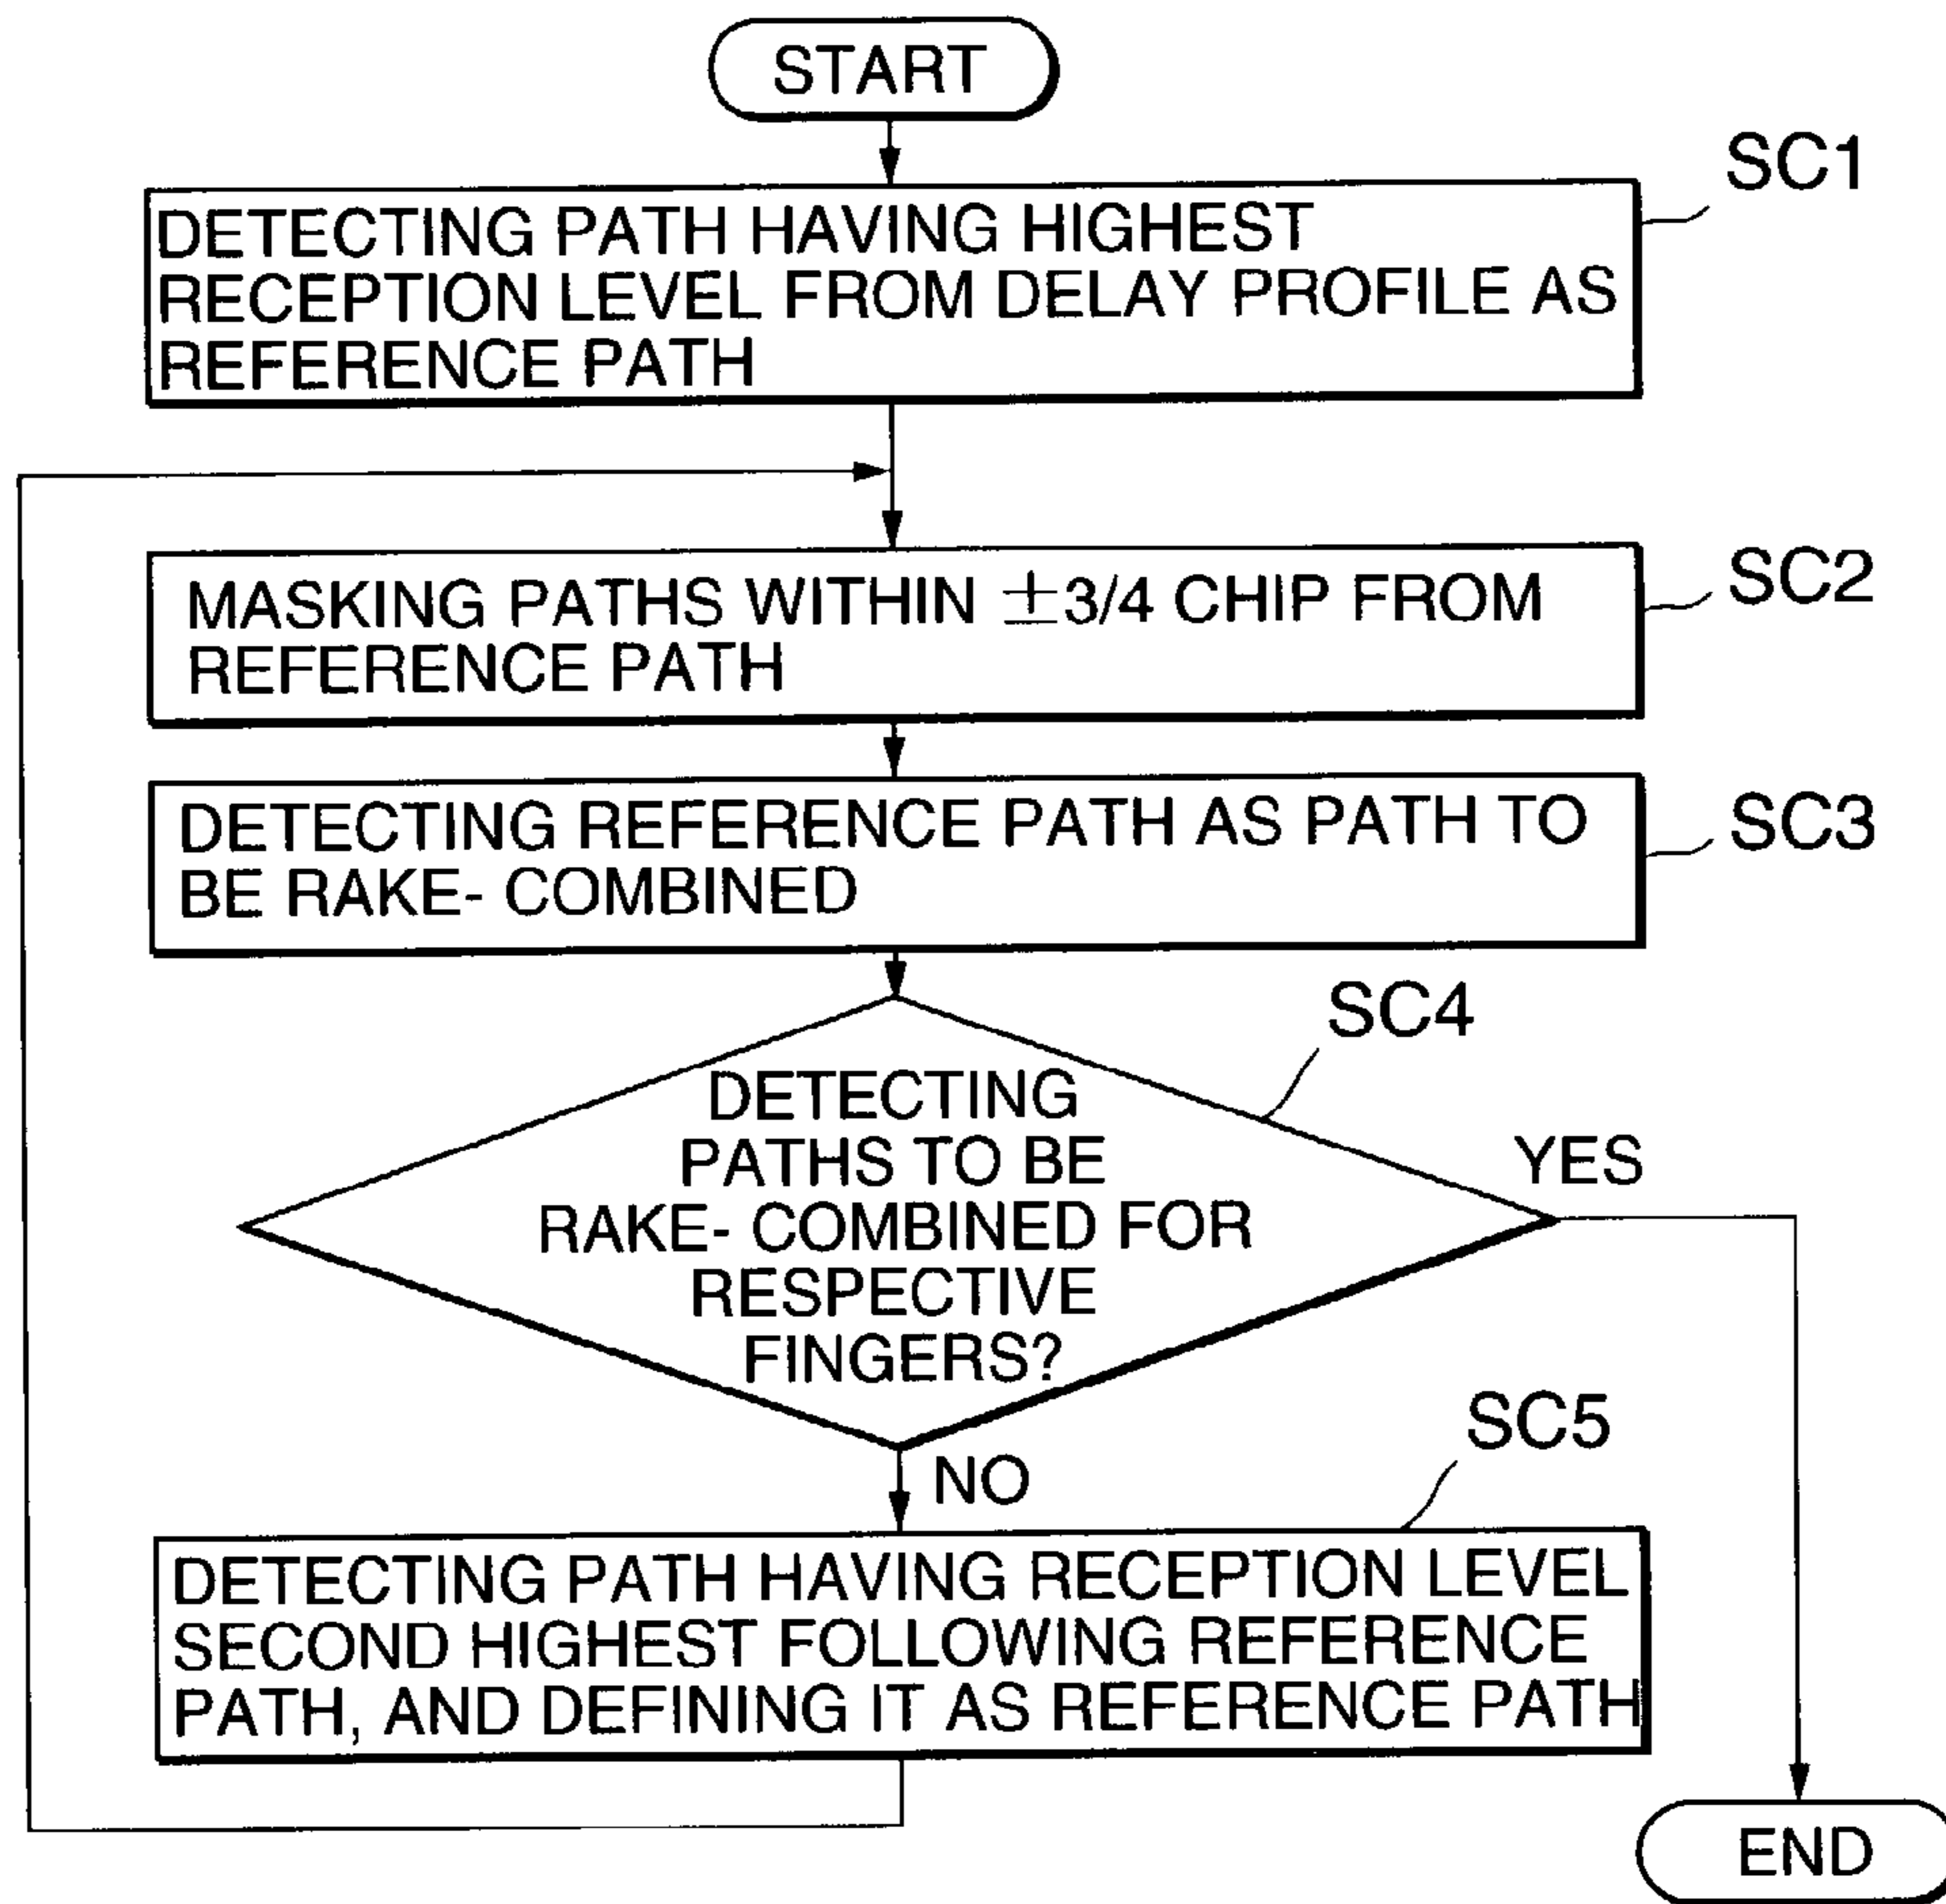 START
SC1
DETECTING PATH HAVING HIGHEST
RECEPTION LEVEL FROM DELAY PROFILE AS
REFERENCE PATH
SC2
MASKING PATHS WITHIN ±3/4 CHIP FROM
REFERENCE PATH
SC3
DETECTING REFERENCE PATH AS PATH TO
BE RAKE- COMBINED
SC4
DETECTING
PATHS TO BE
RAKE- COMBINED FOR
RESPECTIVE
FINGERS?
YES
NO
SC5
DETECTING PATH HAVING RECEPTION LEVEL
SECOND HIGHEST FOLLOWING REFERENCE
PATH, AND DEFINING IT AS REFERENCE PATH
END